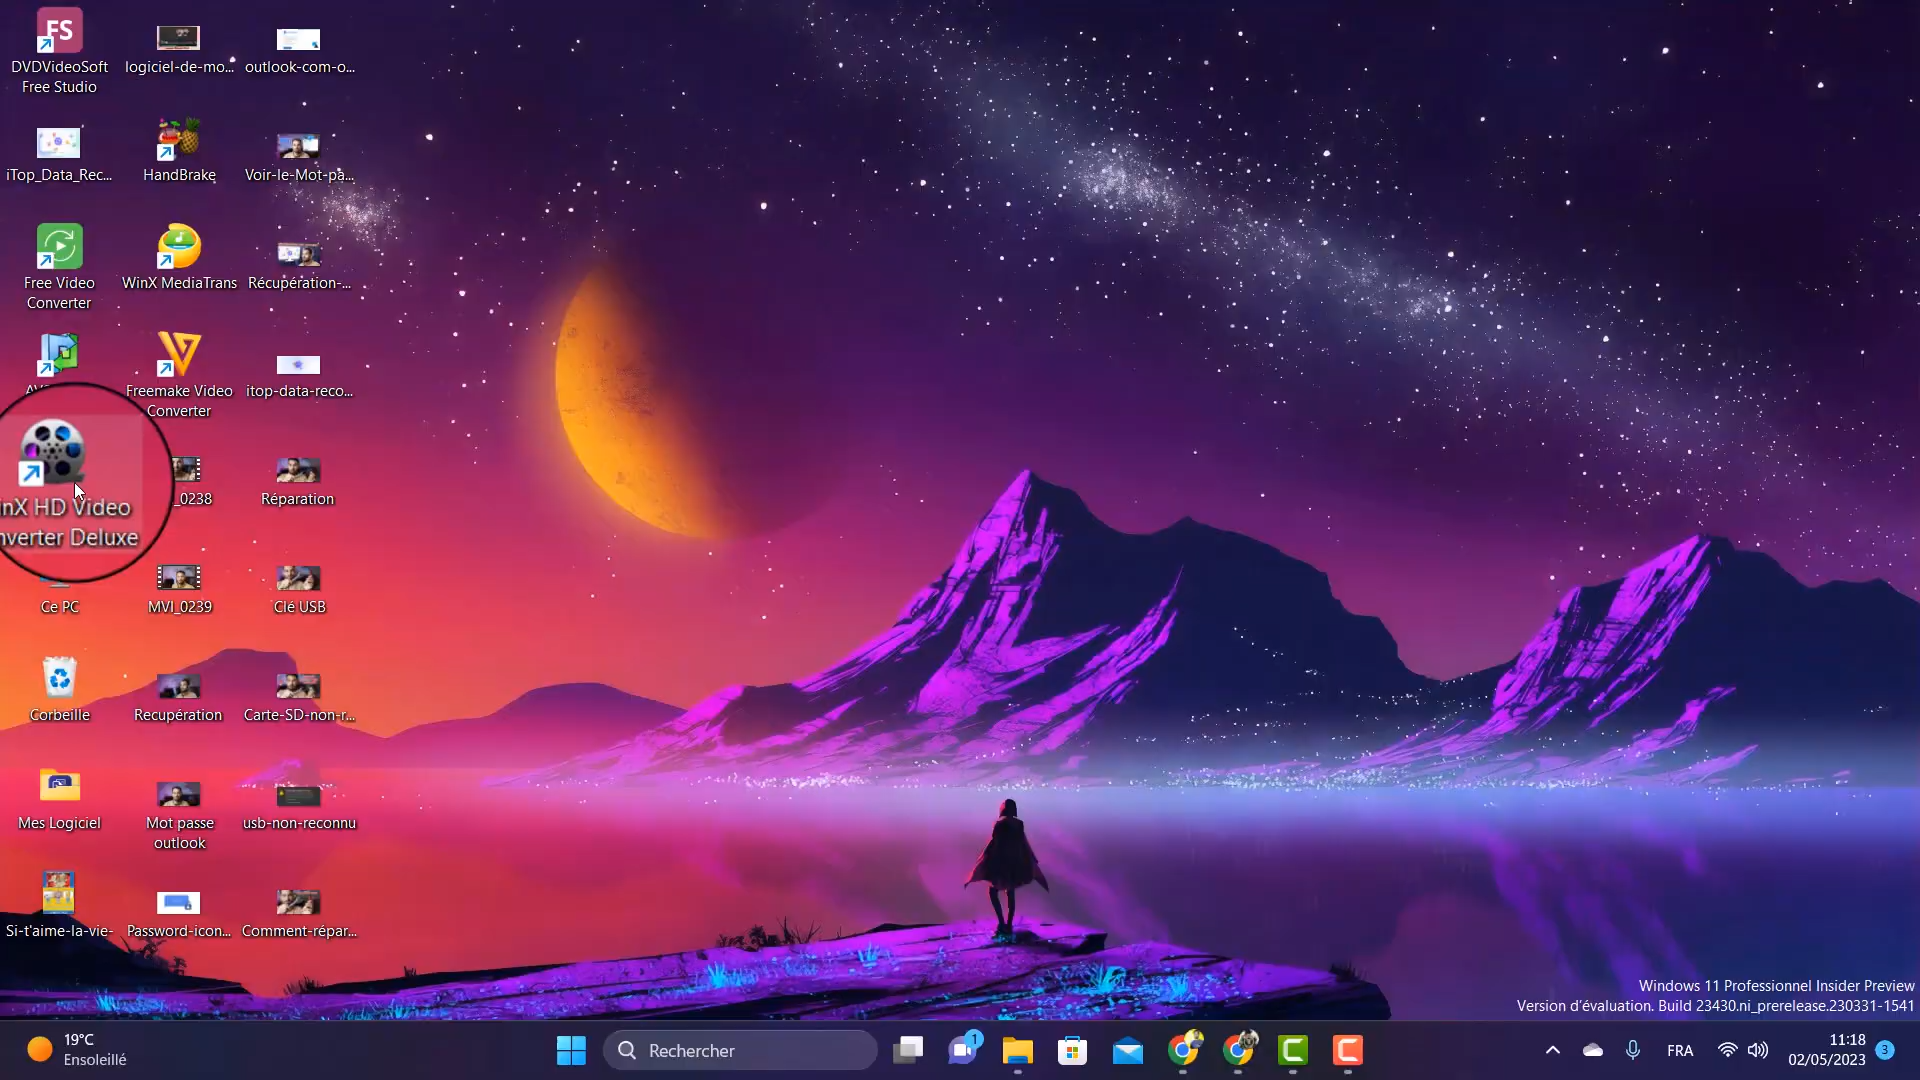 FS
DVDVideoSoft
Free Studio
logiciel-de-mo...
outlook-com-o...
iTop_Data_Rec...
HandBrake
Voir-le-Mot-pa...
Free Video
Converter
WinX MediaTrans
Récupération-...
Freemake Video
Converter
itop-data-reco...
inX HD Video
nverter Deluxe
_0238
Réparation
Ce PC
MVI_0239
Clé USB
Corbeille
Recupération
Carte-SD-non-r...
Mes Logiciel
Mot passe
outlook
usb-non-reconnu
Si-t'aime-la-vie-
Password-icon...
Comment-répar...
Windows 11 Professionnel Insider Preview
Version d'évaluation. Build 23430.ni_prerelease.230331-1541
19°C
Ensoleillé
Rechercher
1
FRA
11:18
02/05/2023
3